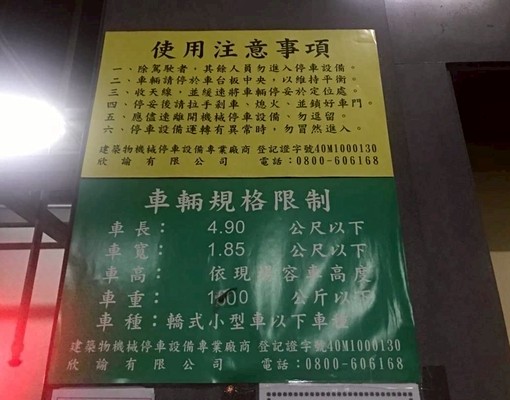 使用注意事項
一、除駕駛者，其餘人員勿進入停車設備。
二、車輛請停於車台板中央，以維持平衡。
三、收天線，並緩速將車輛停妥於定位處。
四、停妥後請拉手剎車、熄火、並鎖好車門。
五、應儘速離開機械停車設備、勿逗留。
六、停車設備運轉有異常時，勿冒然進入。
建築物機械停車設備專業廠商 登記證字號40M1000130
欣諭有限公司 電話:0800-606168
車輛規格限制
車長： 4.90 公尺以下
車寬： 1.85 公尺以下
車高： 依現 容車高度
車重： 公斤以下
車種：轎式小型車以下車種
建築物機械停車設備專業廠商 登記證字號40M1000130
欣諭有限公司 電話:0800-606168